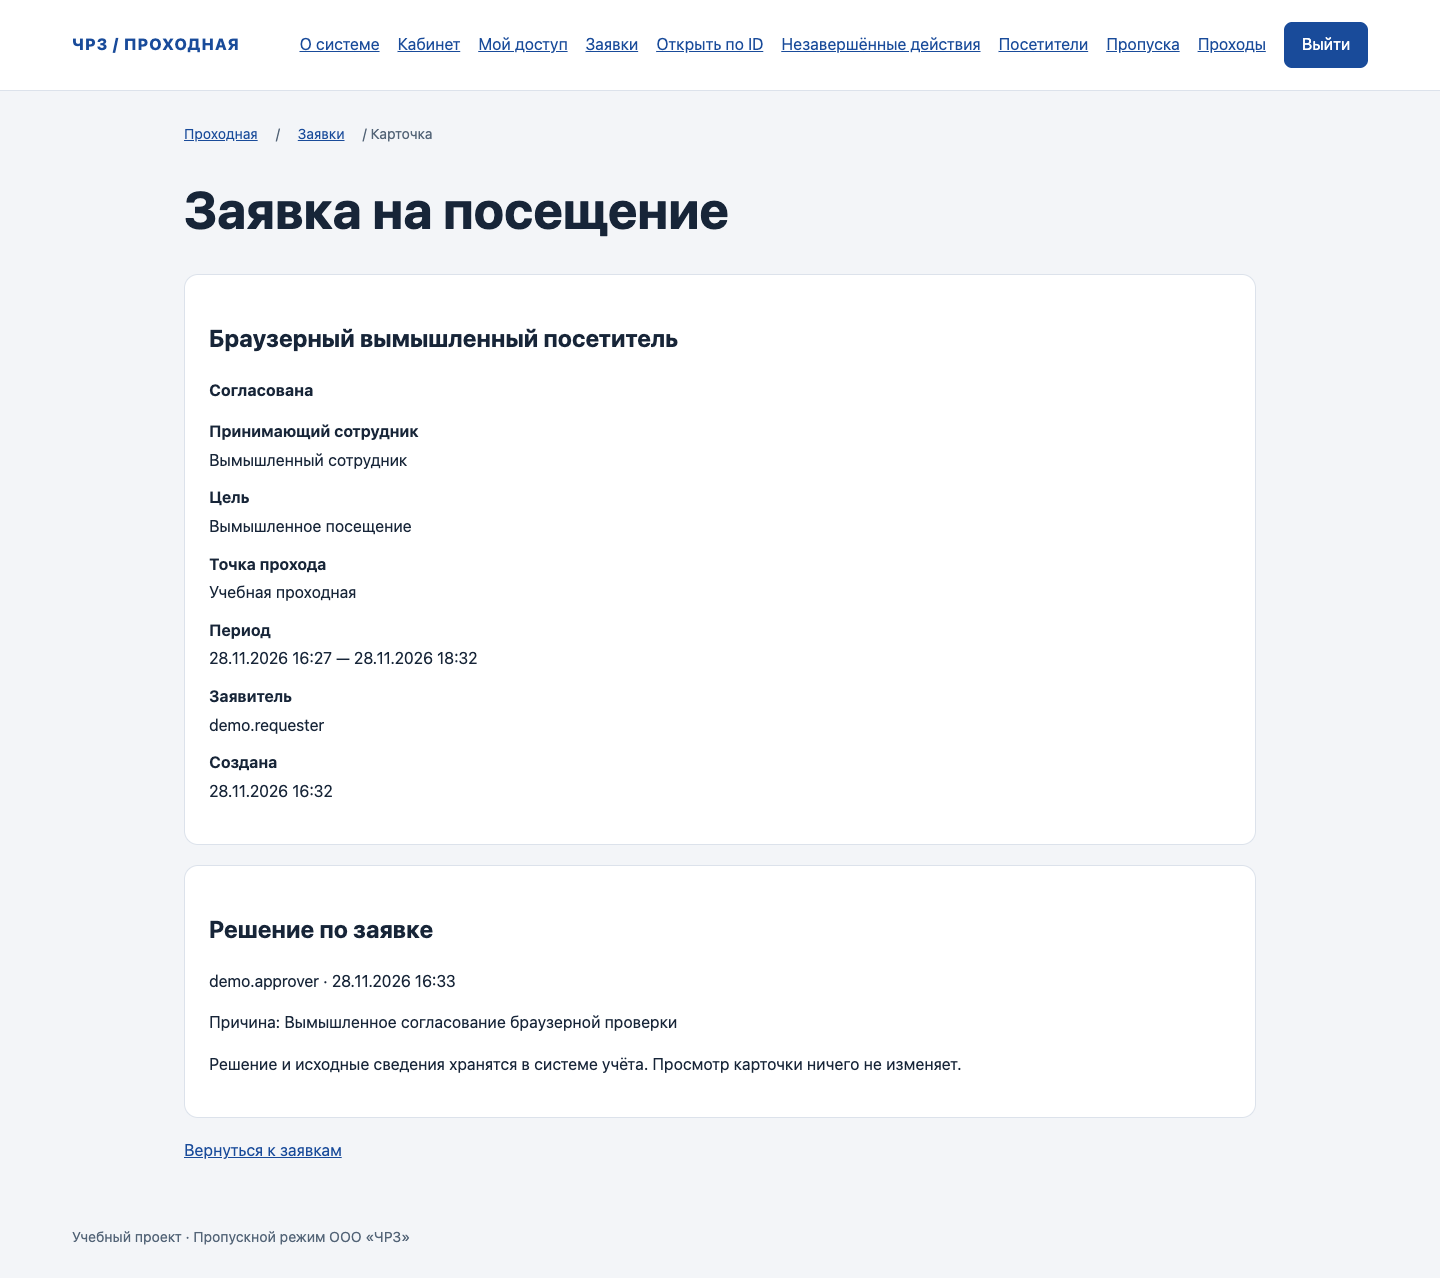 ЧРЗ / ПРОХОДНАЯ
О системе Кабинет Мой доступ Заявки Открыть по ID Незавершённые действия Посетители Пропуска Проходы Выйти
Проходная / Заявки / Карточка
Заявка на посещение
Браузерный вымышленный посетитель
Согласована
Принимающий сотрудник
Вымышленный сотрудник
Цель
Вымышленное посещение
Точка прохода
Учебная проходная
Период
28.11.2026 16:27 — 28.11.2026 18:32
Заявитель
demo.requester
Создана
28.11.2026 16:32
Решение по заявке
demo.approver · 28.11.2026 16:33
Причина: Вымышленное согласование браузерной проверки
Решение и исходные сведения хранятся в системе учёта. Просмотр карточки ничего не изменяет.
Вернуться к заявкам
Учебный проект · Пропускной режим ООО «ЧРЗ»